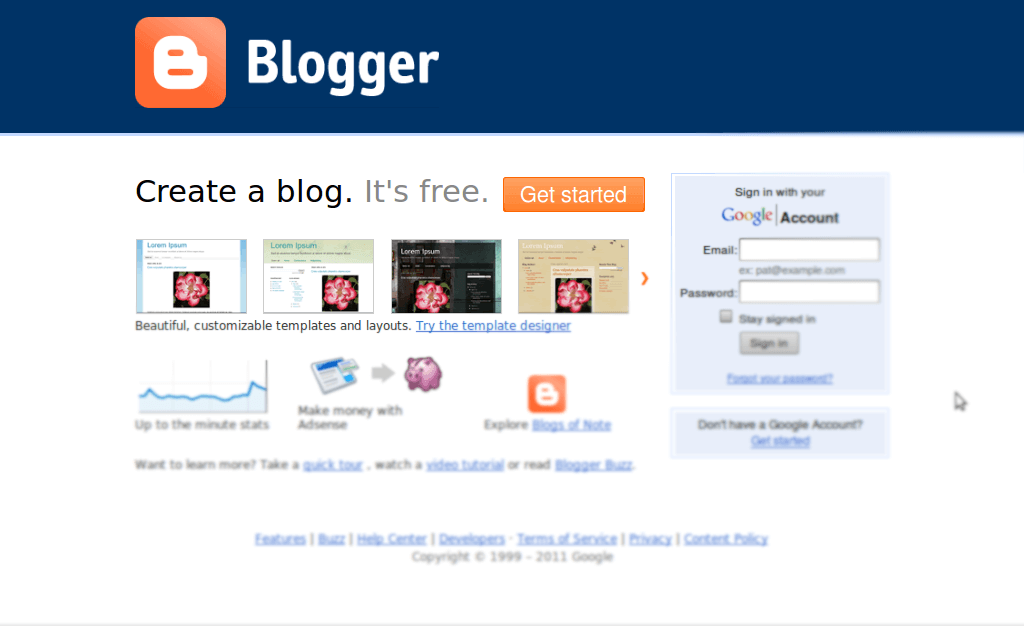 Blogger
Create a blog. It's free. Get started
Lorem Ipsum
Lorem Ipsum
Lorem Ipsum
Lorem Ipsum
Beautiful, customizable templates and layouts. Try the template designer
Up to the minute stats
Make money with
Adsense
Explore Blogs of Note
Want to learn more? Take a quick tour , watch a video tutorial or read Blogger Buzz.
Sign in with your
Google Account
Email:
ex: pat@example.com
Password:
Stay signed in
Sign in
Forgot your password?
Don't have a Google Account?
Get started
Features | Buzz | Help Center | Developers · Terms of Service | Privacy | Content Policy
Copyright © 1999 – 2011 Google